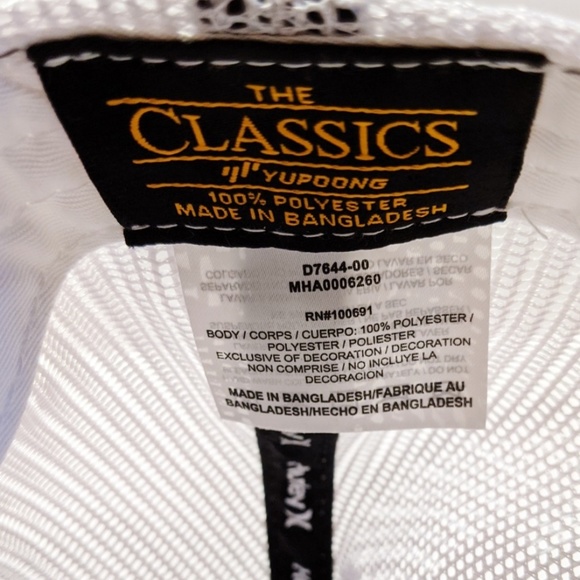 THE
CLASSICS
YUPOONG
100% POLYESTER
MADE IN BANGLADESH
D7644-00
MHA0006260
RN#100691
BODY / CORPS / CUERPO: 100% POLYESTER /
POLYESTER / POLIESTER
EXCLUSIVE OF DECORATION / DECORATION
NON COMPRISE / NO INCLUYE LA
DECORACION
MADE IN BANGLADESH/FABRIQUE AU
BANGLADESH/HECHO EN BANGLADESH
Hurley